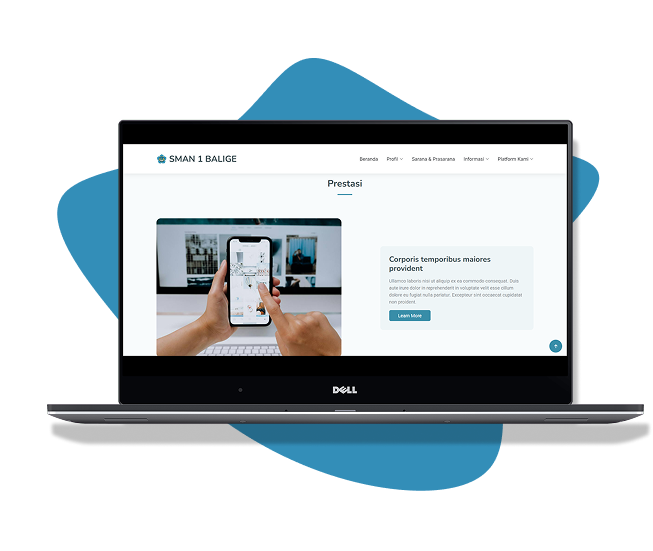 SMAN 1 BALIGE
Beranda Profil Sarana & Prasarana Informasi Platform Kami
Prestasi
Corporis temporibus maiores
provident
Ullamco laboris nisi ut aliquip ex ea commodo consequat. Duis
aute irure dolor in reprehenderit in voluptate velit esse cillum
dolore eu fugiat nulla pariatur. Excepteur sint occaecat cupidatat
non proident.
Learn More
DELL